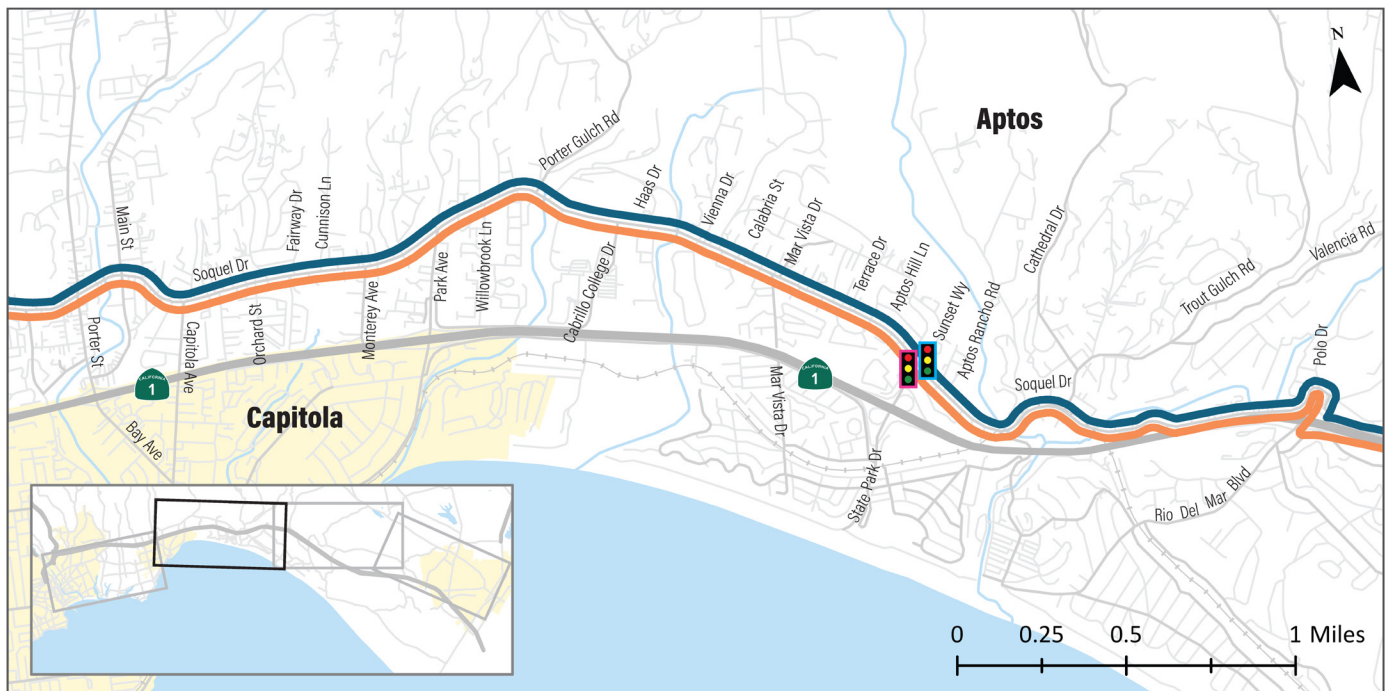 N
Aptos
Porter Gulch Rd
Haas Dr
Vienna Dr
Calabria St
Mar Vista Dr
Terrace Dr
Aptos Hill Ln
Sunset Wy
Aptos Rancho Rd
Cathedral Dr
Trout Gulch Rd
Valencia Rd
Polo Dr
Main St
Soquel Dr
Fairway Dr
Cunnison Ln
Park Ave
Willowbrook Ln
Cabrillo College Dr
Porter St
Capitola Ave
Orchard St
Monterey Ave
Soquel Dr
CALIFORNIA
1
CALIFORNIA
1
Capitola
Bay Ave
Mar Vista Dr
State Park Dr
Rio Del Mar Blvd
0 0.25 0.5 1 Miles